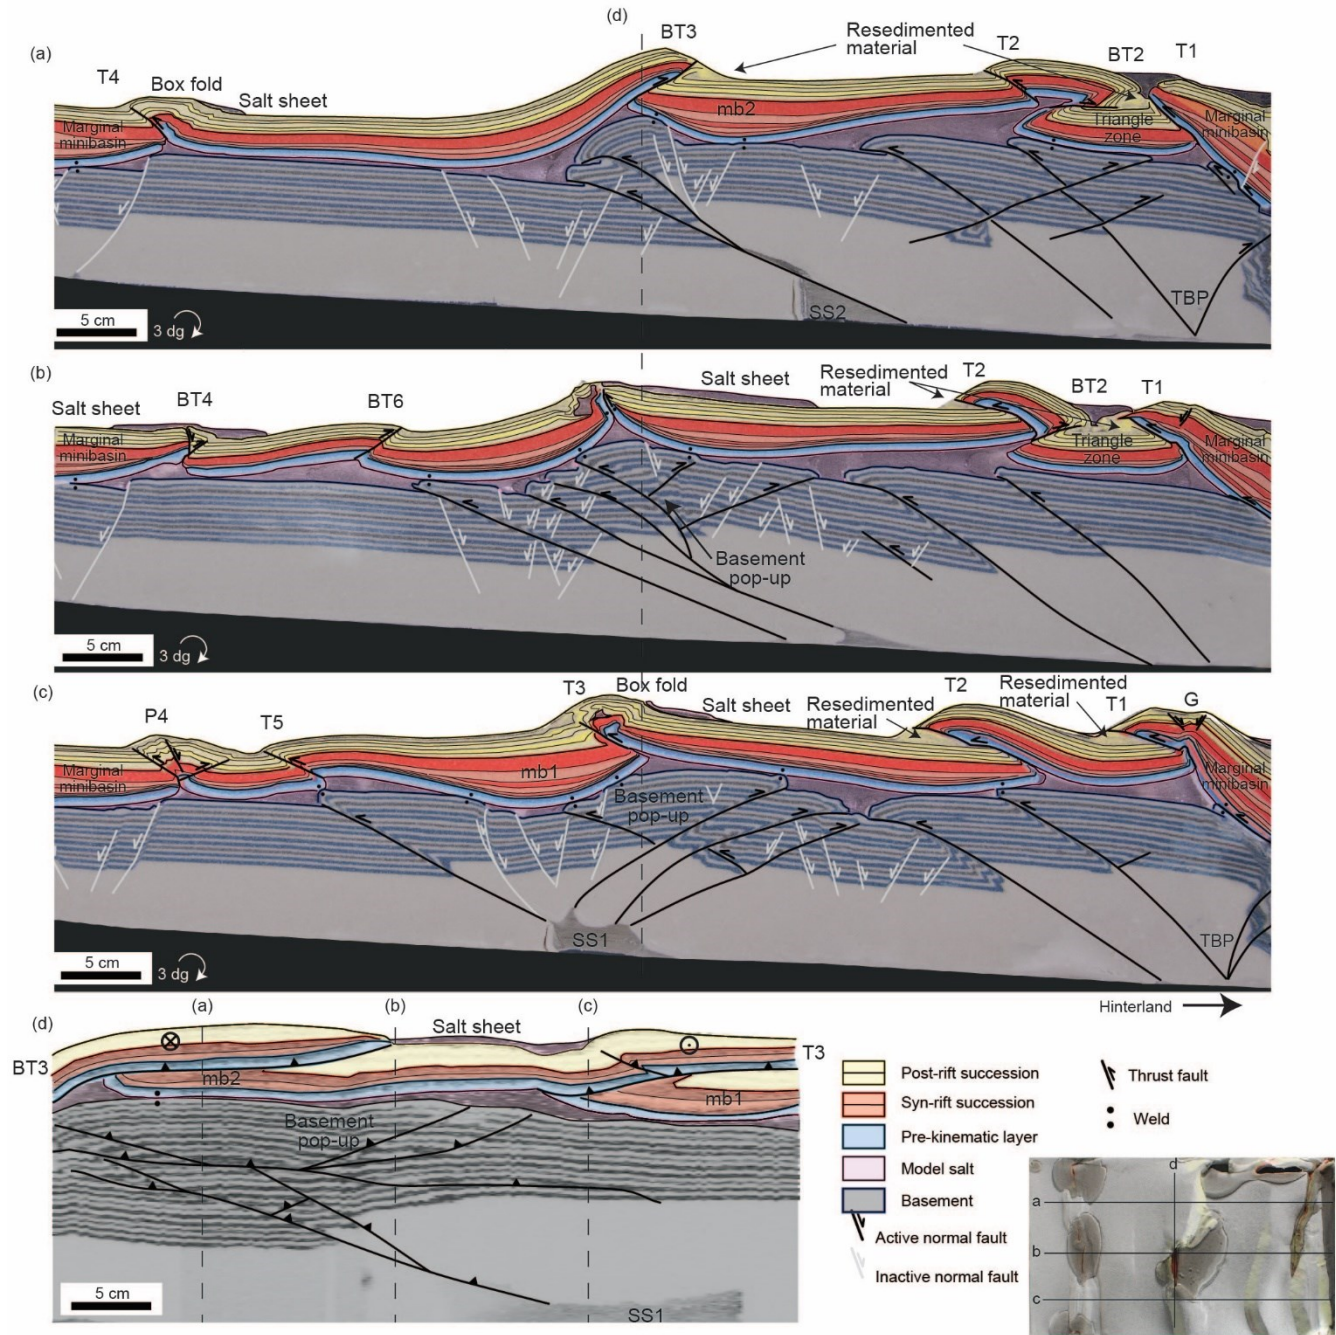 (d)
(a)
BT3
Resedimented
material
T2
BT2
T1
T4
Box fold
Salt sheet
Marginal
minibasin
mb2
Triangle
zone
Marginal
minibasin
SS2
TBP
5 cm
3 dg
(b)
Salt sheet
BT4
BT6
Salt sheet
Resedimented
material
T2
BT2
T1
Marginal
minibasin
Triangle
zone
Marginal
minibasin
Basement
pop-up
5 cm
3 dg
(c)
P4
T5
T3
Box fold
Salt sheet
Resedimented
material
T2
Resedimented
material
T1
G
Marginal
minibasin
mb1
Basement
pop-up
Marginal
minibasin
SS1
TBP
5 cm
3 dg
Hinterland
(d)
(a)
(b)
(c)
Salt sheet
BT3
T3
mb2
mb1
Basement
pop-up
SS1
5 cm
Post-rift succession
Syn-rift succession
Pre-kinematic layer
Model salt
Basement
Active normal fault
Inactive normal fault
Thrust fault
Weld
d
a
b
c